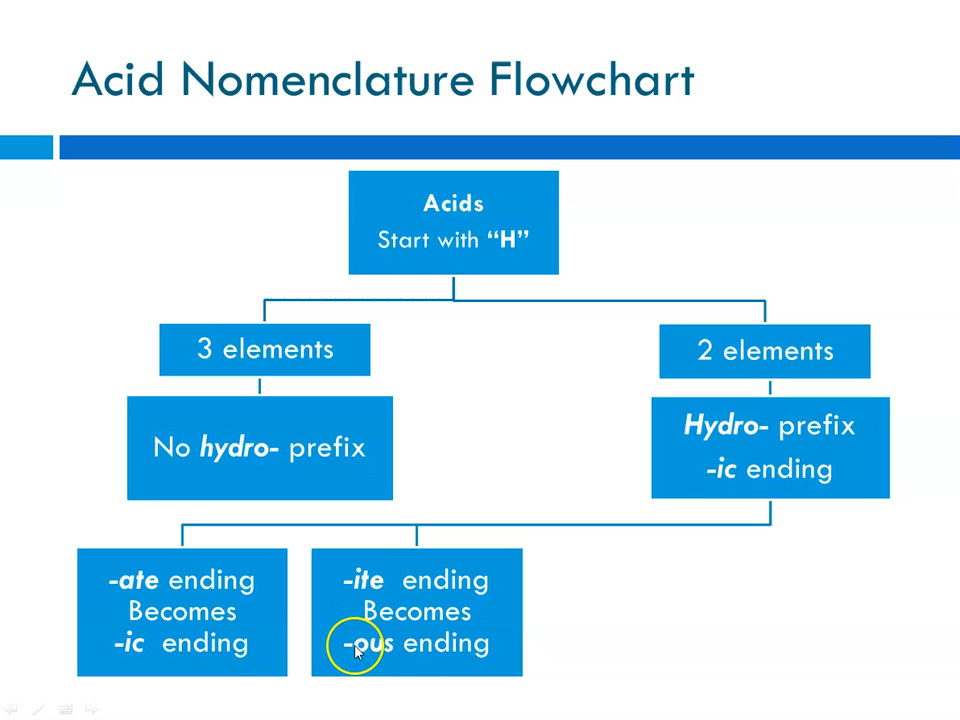 Acid Nomenclature Flowchart
Acids
Start with “H”
3 elements
2 elements
No hydro- prefix
Hydro- prefix
-ic ending
-ate ending
Becomes
-ic ending
-ite ending
Becomes
-ous ending